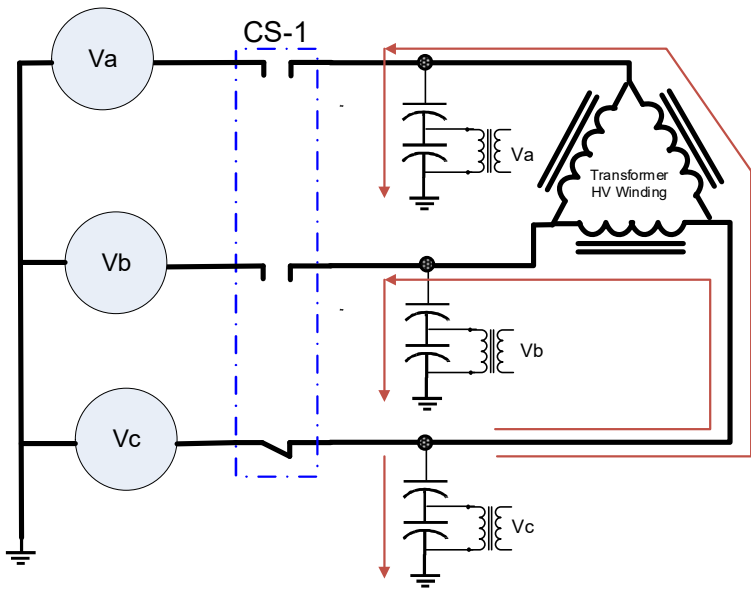 CS-1
Va
Va
Transformer
HV Winding
Vb
Vb
Vc
Vc